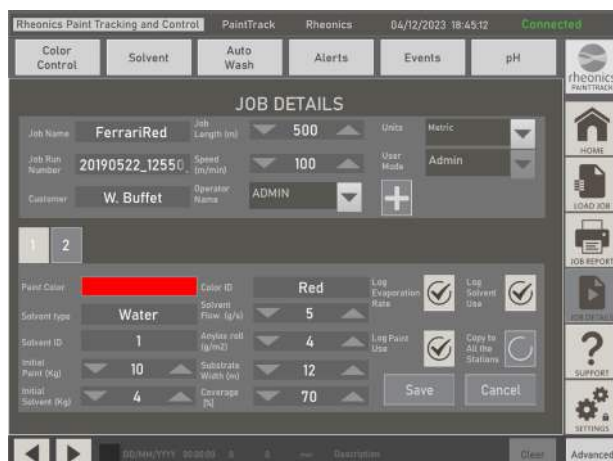 Rheonics Paint Tracking and Control PaintTrack Rheonics 04/12/2023 18:45:12 Connected
Color Control Solvent Auto Wash Alerts Events pH
rheonics
PAINTTRACK
JOB DETAILS
Job Name FerrariRed Job Length (m) 500 Units Metric
HOME
Job Run Number 20190522_12550. Speed (m/min) 100 User Mode Admin
Customer W. Buffet Operator Name ADMIN
LOAD JOB
1 2
JOB REPORT
Paint Color Color ID Red Log Evaporation Rate Log Solvent Use
JOB DETAILS
Solvent type Water Solvent Flow (g/s) 5
Solvent ID 1 Anylax roll (g/m2) 4 Log Paint Use Copy to All the Stations
Initial Paint (Kg) 10 Substrate Width (m) 12
SUPPORT
Initial Solvent (Kg) 4 Coverage (%) 70 Save Cancel
SETTINGS
DD/MM/YYYY 00:00:00 0 0 --- Description Clear Advanced